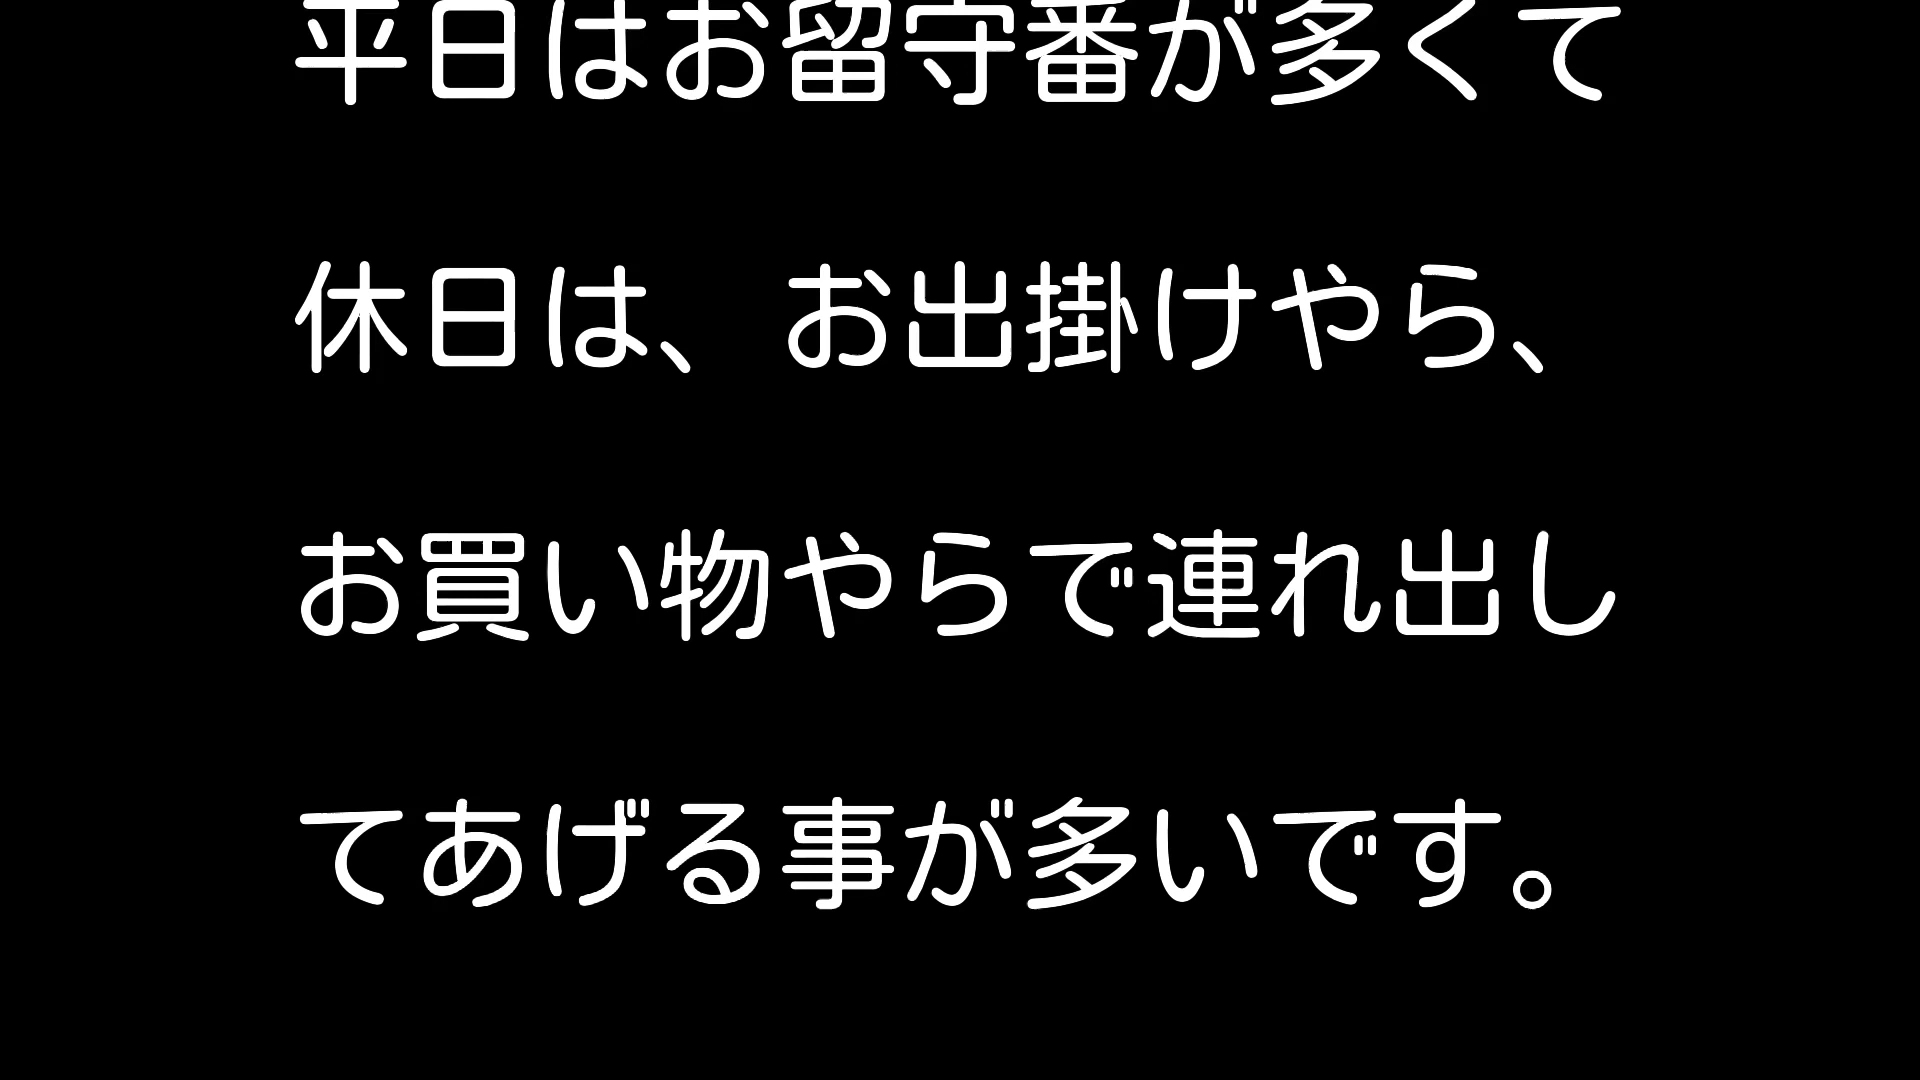 平日はお留守番が多くて
休日は、お出掛けやら、
お買い物やらで連れ出し
てあげる事が多いです。